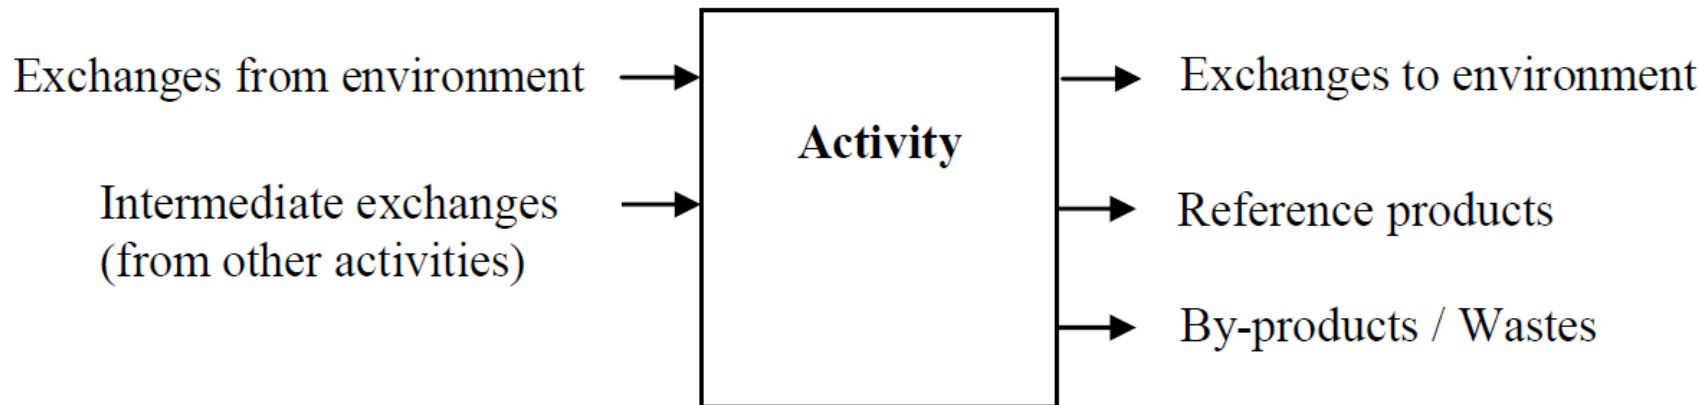 Exchanges from environment
Exchanges to environment
Activity
Intermediate exchanges
(from other activities)
Reference products
By-products / Wastes